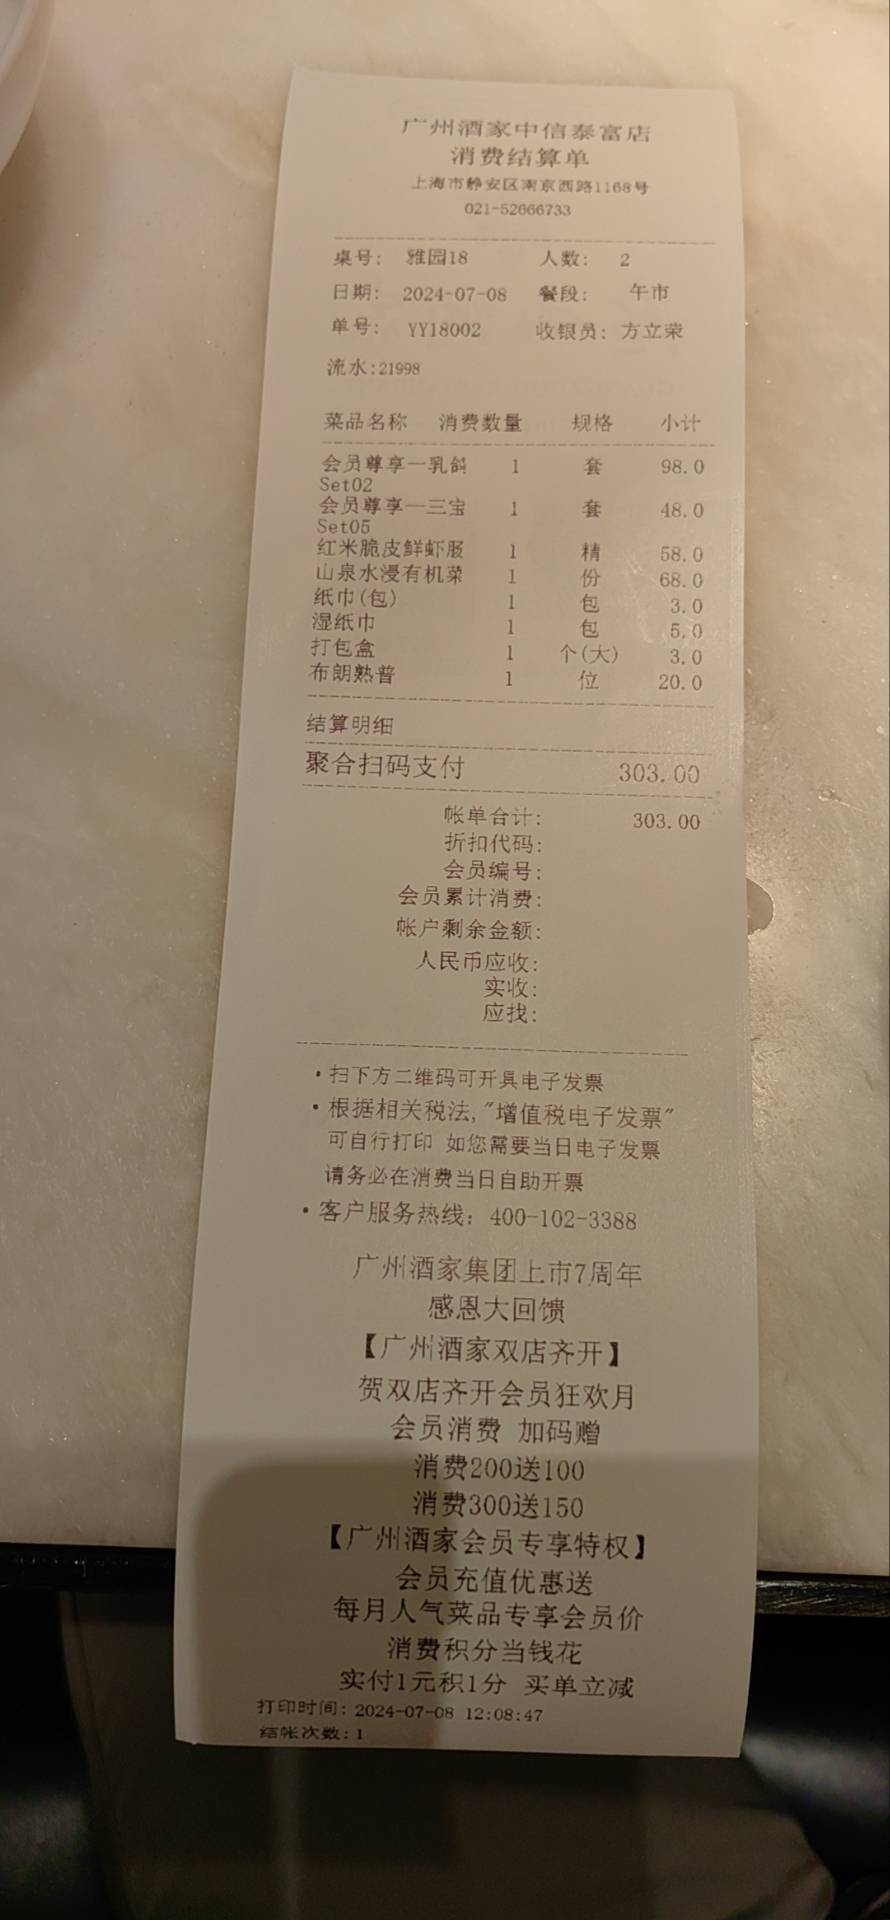 广州酒家中信泰富店
消费结算单
上海市静安区南京西路1168号
021-52666733
桌号: 雅园18 人数: 2
日期: 2024-07-08 餐段: 午市
单号: YY18002 收银员: 方立荣
流水:21998
菜品名称 消费数量 规格 小计
会员尊享一乳鸽 1 套 98.0
Set02
会员尊享一三宝 1 套 48.0
Set05
红米脆皮鲜虾肠 1 精 58.0
山泉水浸有机菜 1 份 68.0
纸巾(包) 1 包 3.0
湿纸巾 1 包 5.0
打包盒 1 个(大) 3.0
布朗熟普 1 位 20.0
结算明细
聚合扫码支付 303.00
帐单合计: 303.00
折扣代码:
会员编号:
会员累计消费:
帐户剩余金额:
人民币应收:
实收:
应找:
·扫下方二维码可开具电子发票
·根据相关税法,"增值税电子发票"
可自行打印 如您需要当日电子发票
请务必在消费当日自助开票
·客户服务热线: 400-102-3388
广州酒家集团上市7周年
感恩大回馈
【广州酒家双店齐开】
贺双店齐开会员狂欢月
会员消费 加码赠
消费200送100
消费300送150
【广州酒家会员专享特权】
会员充值优惠送
每月人气菜品专享会员价
消费积分当钱花
实付1元积1分 买单立减
打印时间: 2024-07-08 12:08:47
结帐次数:1